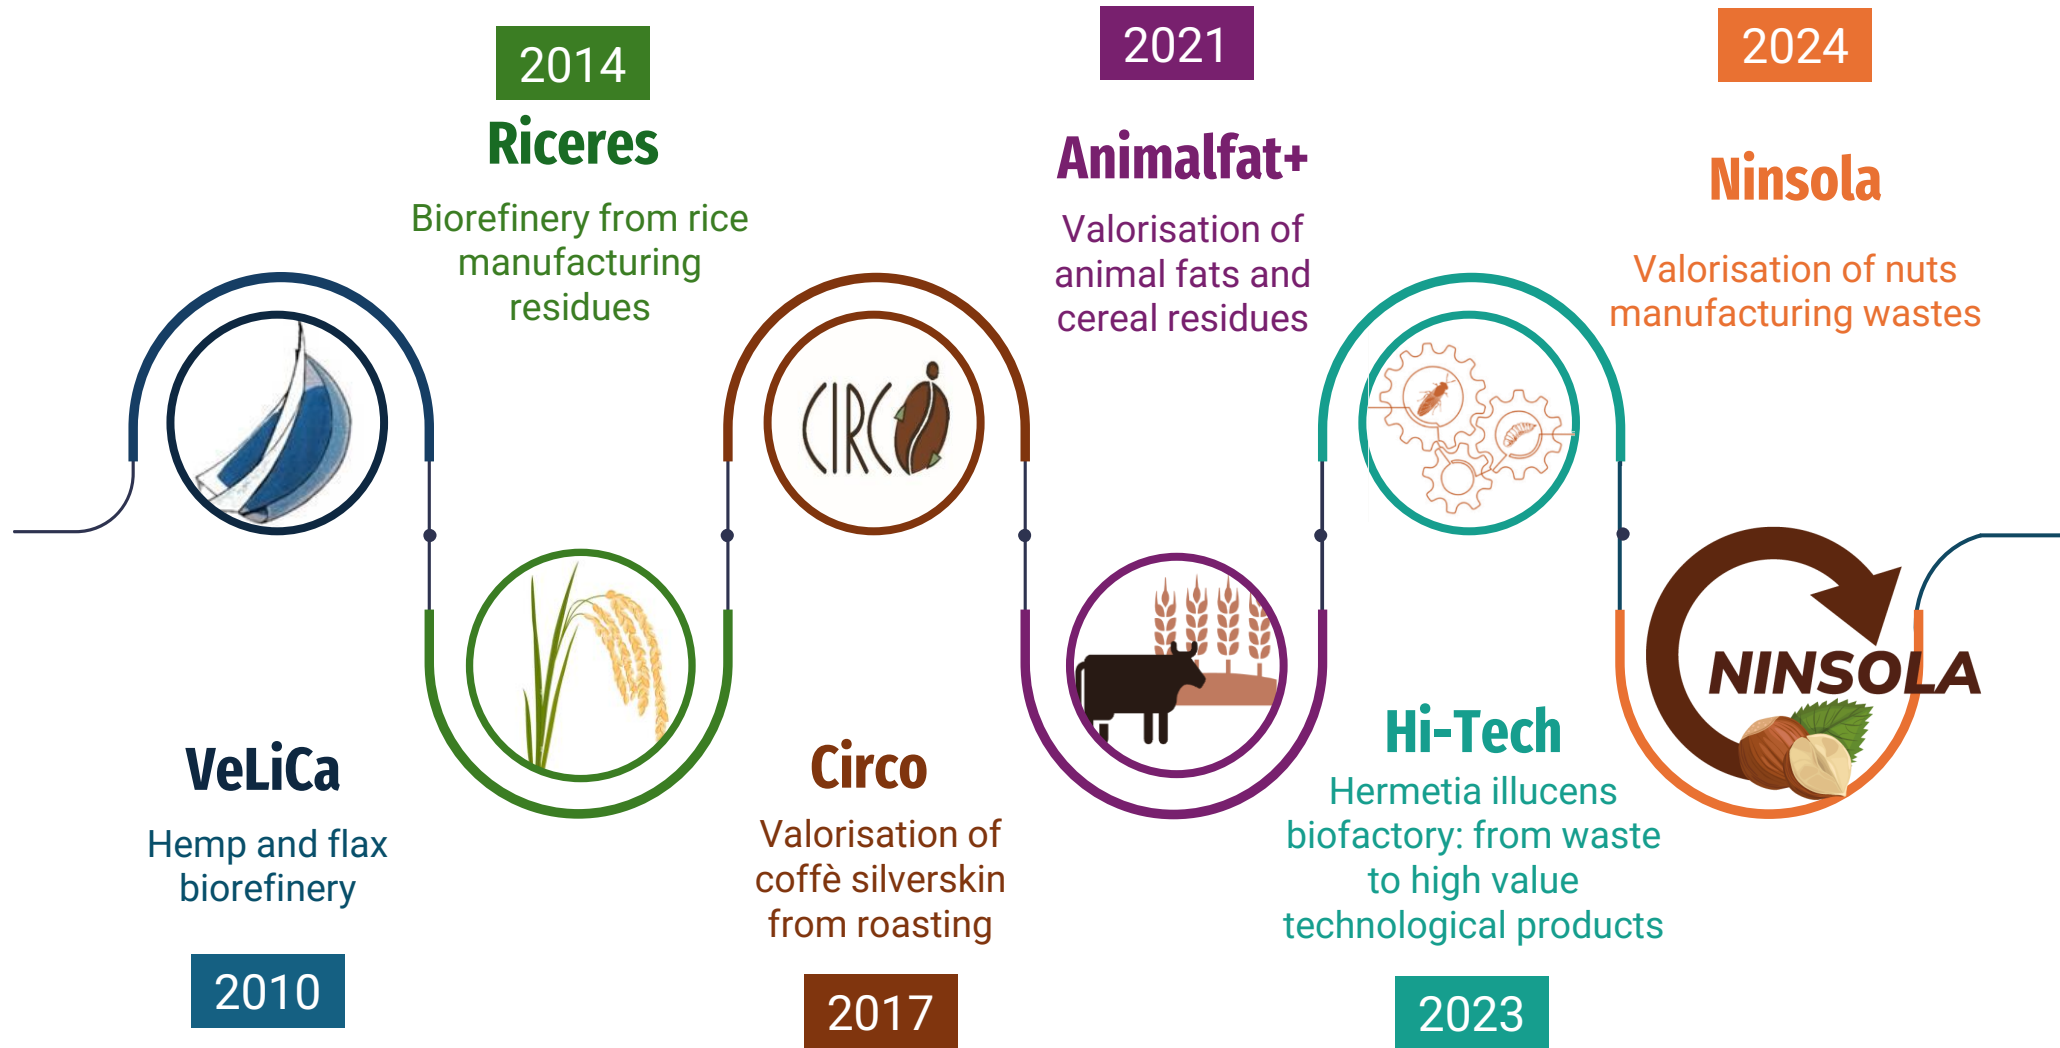 2010
VeLiCa
Hemp and flax
biorefinery
2014
Riceres
Biorefinery from rice
manufacturing
residues
CIRCO
Circo
Valorisation of
coffè silverskin
from roasting
2017
2021
Animalfat+
Valorisation of
animal fats and
cereal residues
Hi-Tech
Hermetia illucens
biofactory: from waste
to high value
technological products
2023
2024
Ninsola
Valorisation of nuts
manufacturing wastes
NINSOLA